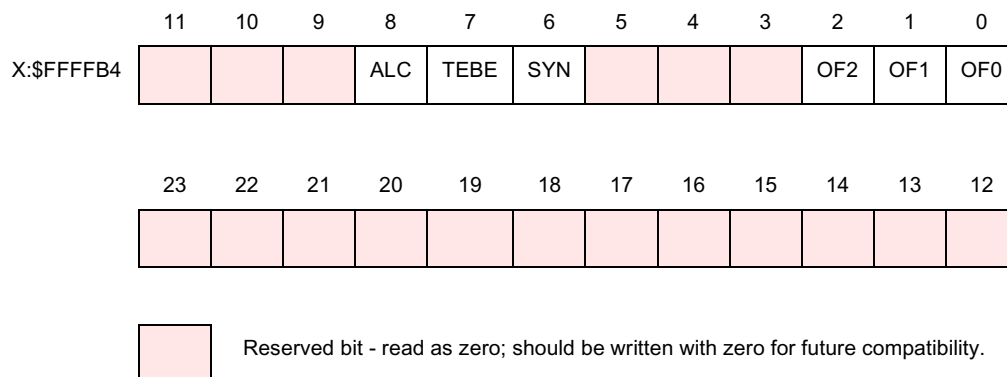 11 10 9 8 7 6 5 4 3 2 1 0
X:$FFFFB4 ALC TEBE SYN OF2 OF1 OF0
23 22 21 20 19 18 17 16 15 14 13 12
Reserved bit - read as zero; should be written with zero for future compatibility.